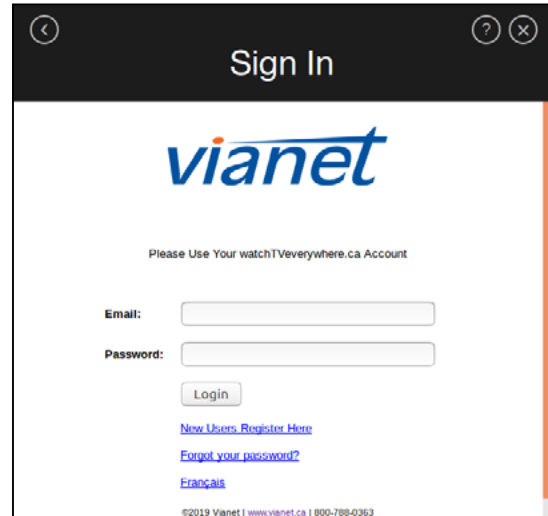 Sign In
vianet
Please Use Your watchTVeverywhere.ca Account
Email:
Password:
Login
New Users Register Here
Forgot your password?
Français
©2019 Vianet | www.vianet.ca | 800-788-0363